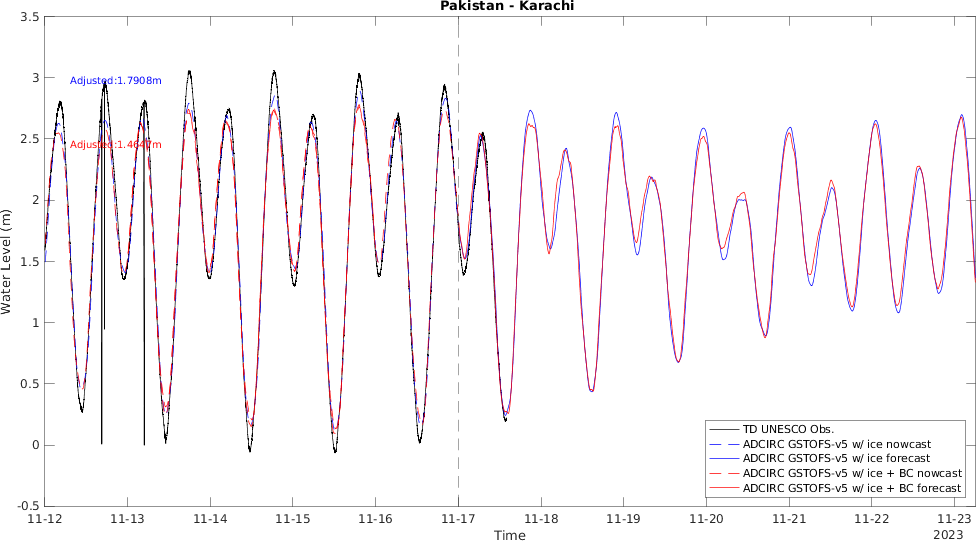 Pakistan - Karachi
3.5
3
2.5
2
1.5
1
0.5
0
-0.5
Water Level (m)
Adjusted:1.7908m
Adjusted:1.4647m
TD UNESCO Obs.
ADCIRC GSTOFS-v5 w/ ice nowcast
ADCIRC GSTOFS-v5 w/ ice forecast
ADCIRC GSTOFS-v5 w/ ice + BC nowcast
ADCIRC GSTOFS-v5 w/ ice + BC forecast
11-12 11-13 11-14 11-15 11-16 11-17 11-18 11-19 11-20 11-21 11-22 11-23
Time
2023